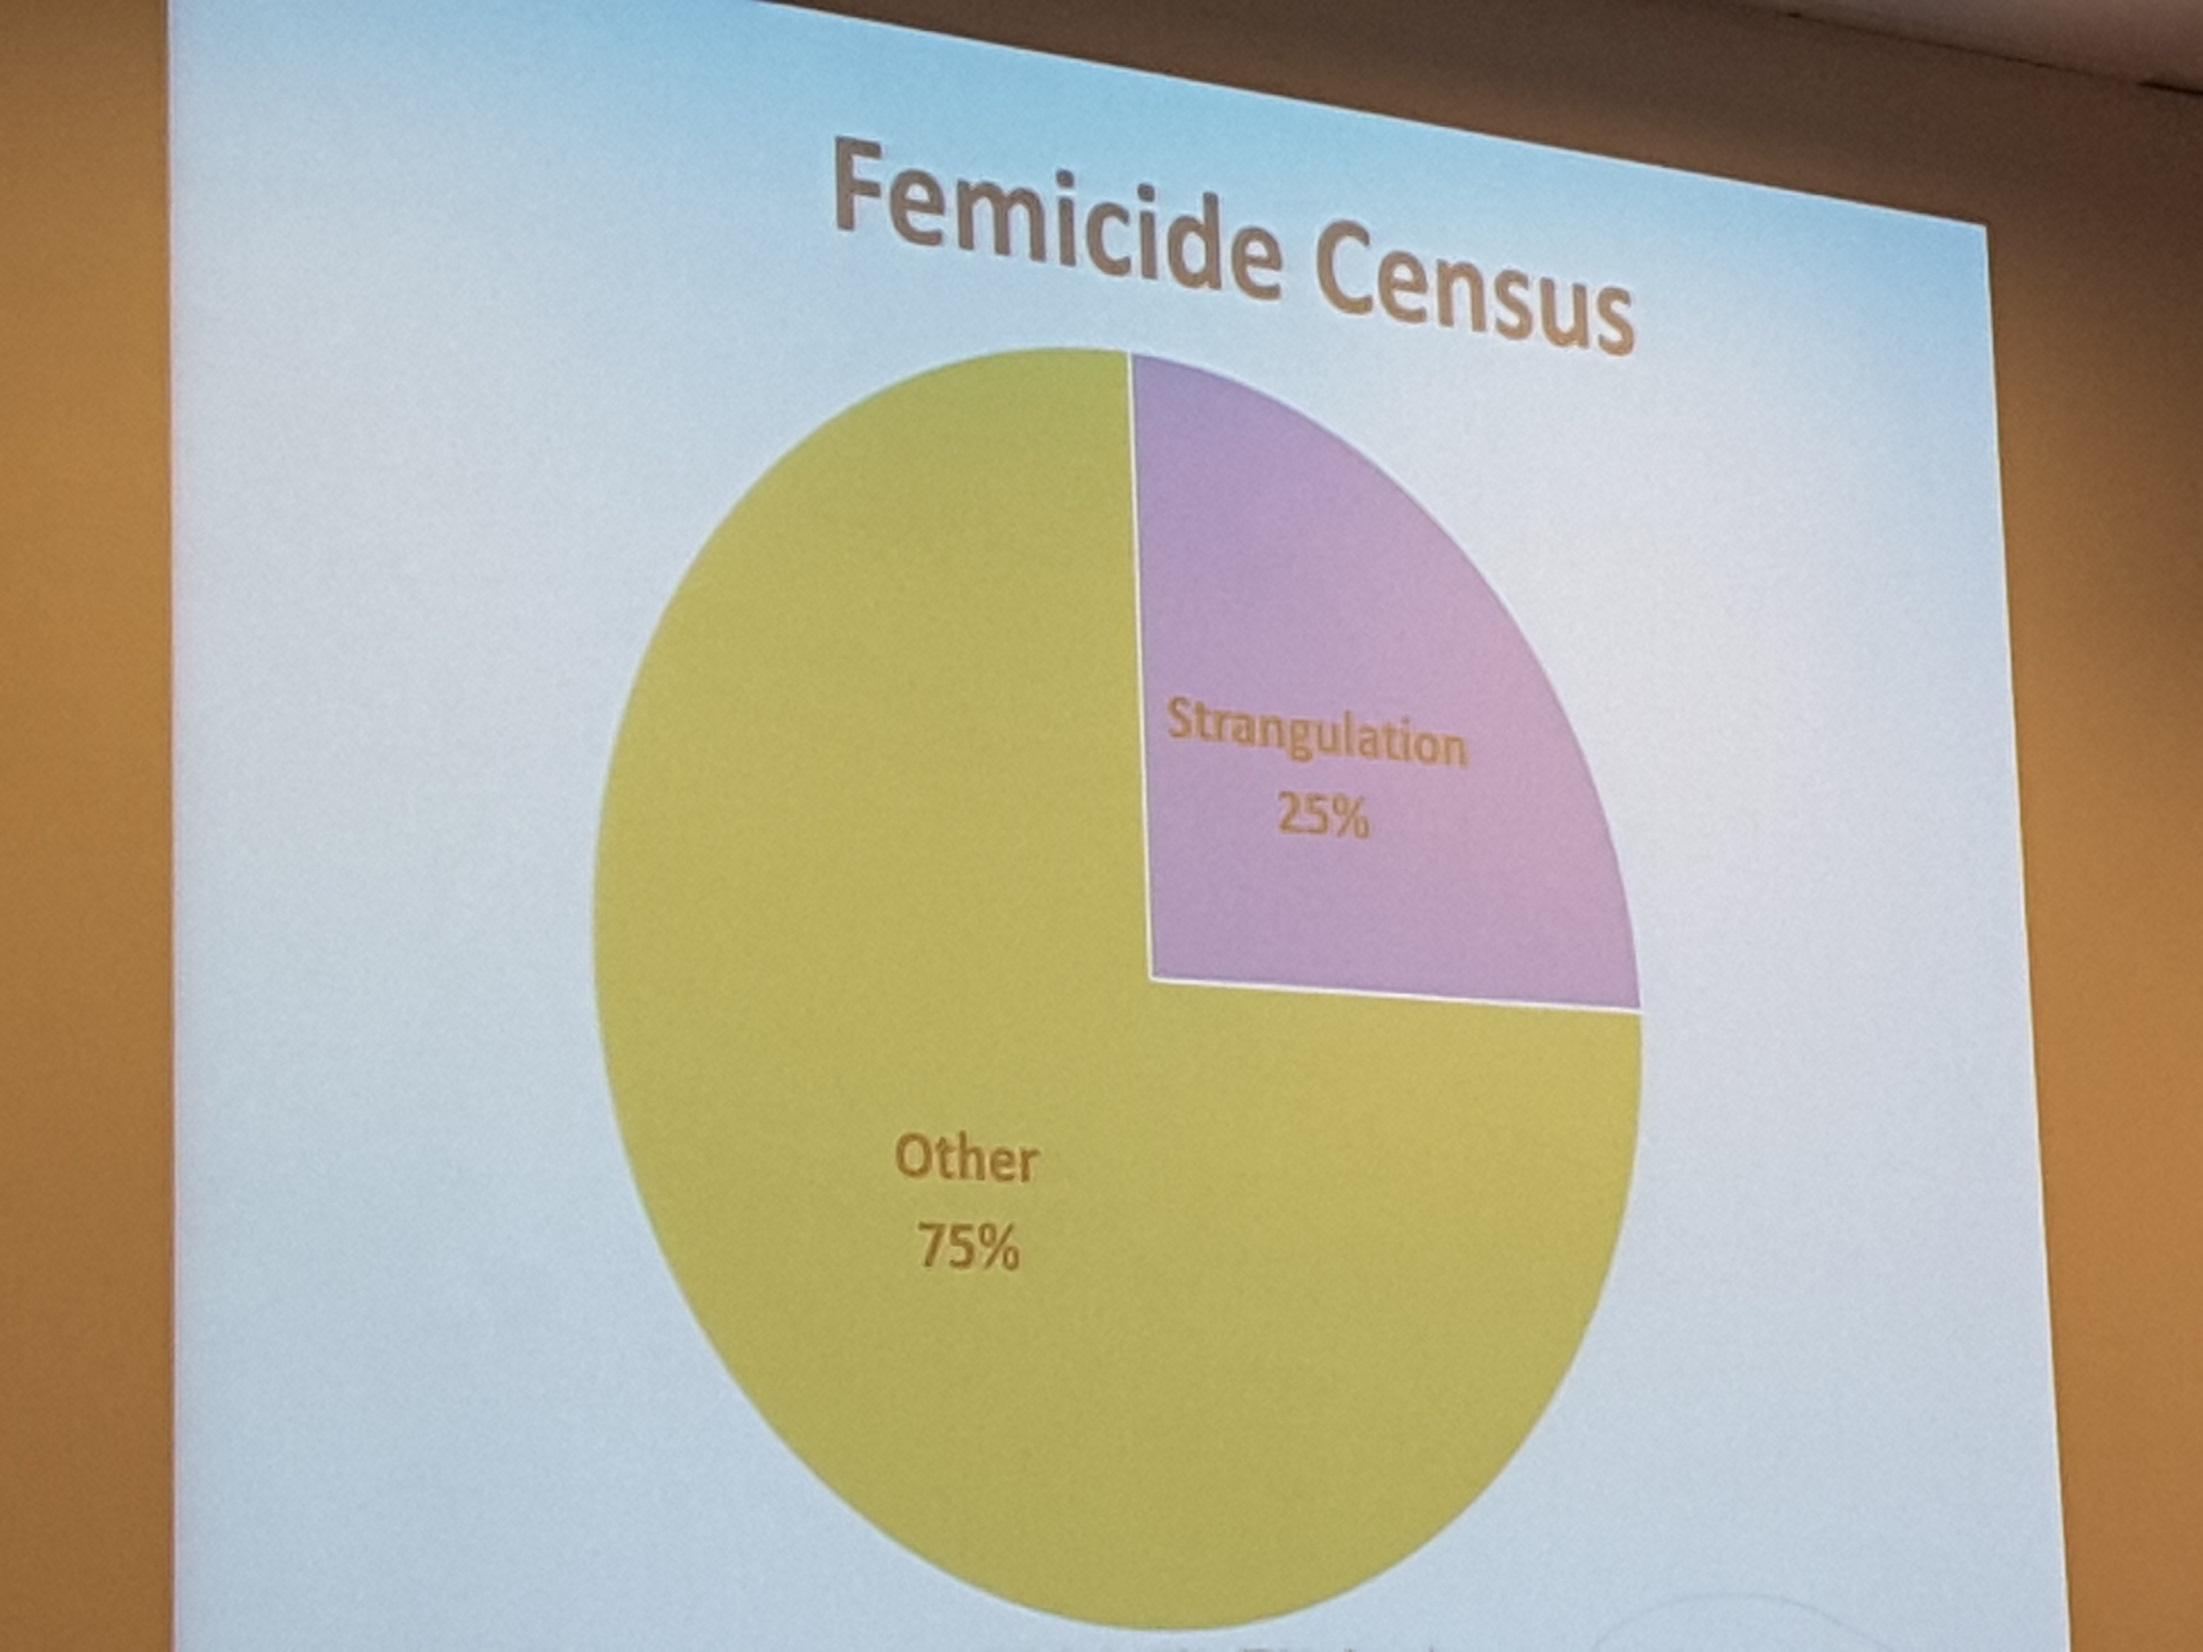 Femicide Census
Strangulation
25%
Other
75%